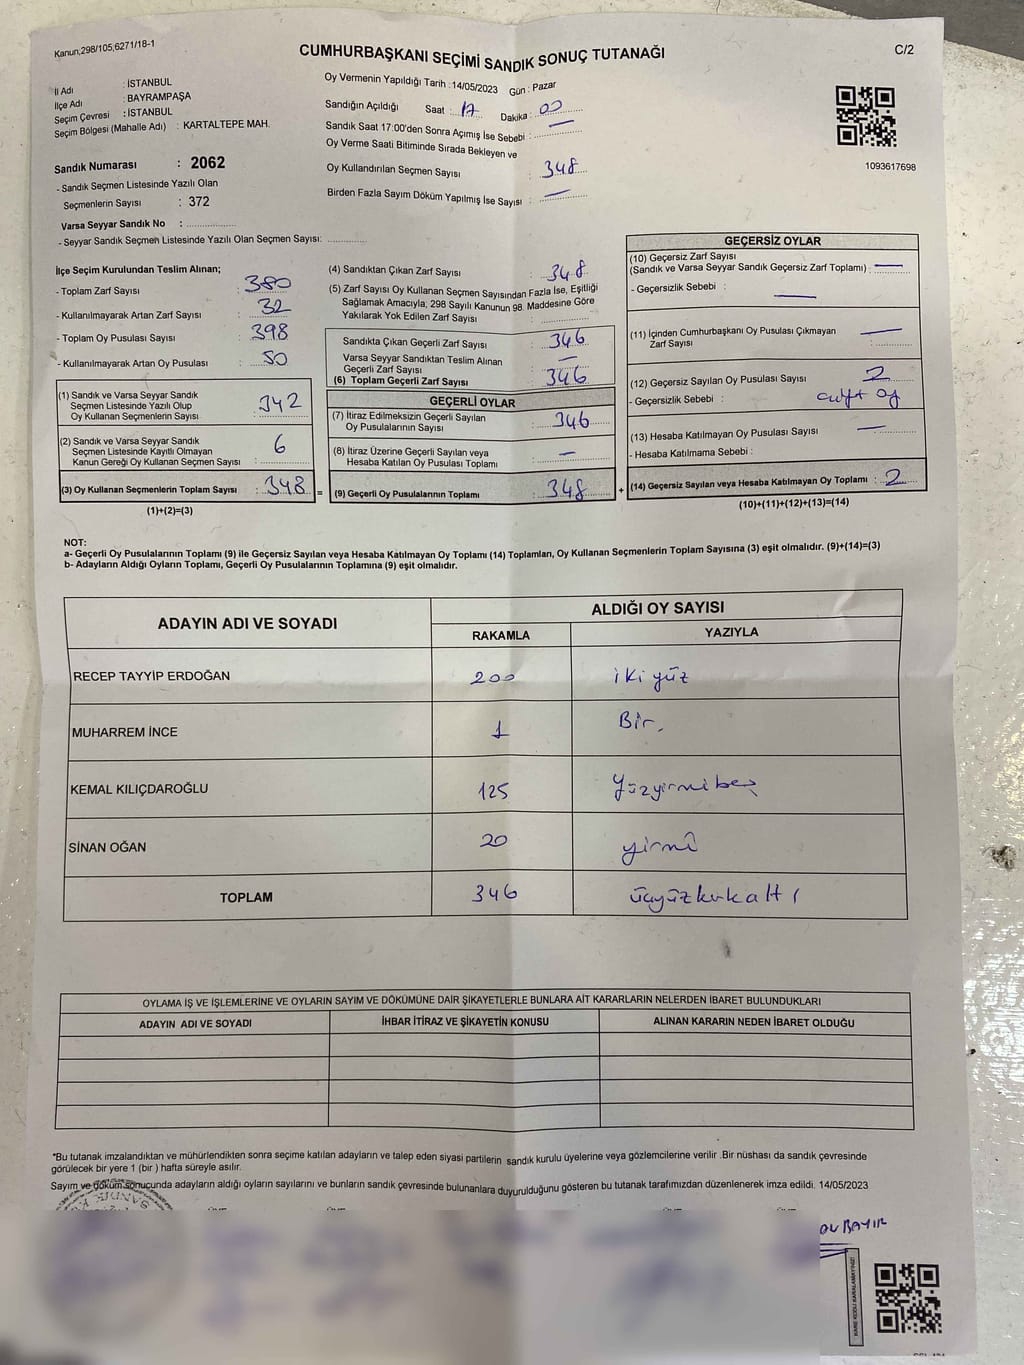 Kanun,298/105,6271/18-1
CUMHURBAŞKANI SEÇİMİ SANDIK SONUÇ TUTANAĞI
C/2
İl Adı : İSTANBUL
İlçe Adı : BAYRAMPAŞA
Seçim Çevresi : İSTANBUL
Seçim Bölgesi (Mahalle Adı) : KARTALTEPE MAH.
Sandık Numarası : 2062
- Sandık Seçmen Listesinde Yazılı Olan
Seçmenlerin Sayısı : 372
Varsa Seyyar Sandık No :
- Seyyar Sandık Seçmen Listesinde Yazılı Olan Seçmen Sayısı:
Oy Vermenin Yapıldığı Tarih : 14/05/2023 Gün : Pazar
Sandığın Açıldığı Saat : 17 Dakika : 00
Sandık Saat 17:00'den Sonra Açımış İse Sebebi : —
Oy Verme Saati Bitiminde Sırada Bekleyen ve
Oy Kullandırılan Seçmen Sayısı : 348
Birden Fazla Sayım Döküm Yapılmış İse Sayısı : —
1093617698
İlçe Seçim Kurulundan Teslim Alınan;
- Toplam Zarf Sayısı : 380
- Kullanılmayarak Artan Zarf Sayısı : 32
- Toplam Oy Pusulası Sayısı : 398
- Kullanılmayarak Artan Oy Pusulası : 50
(1) Sandık ve Varsa Seyyar Sandık
Seçmen Listesinde Yazılı Olup
Oy Kullanan Seçmenlerin Sayısı : 342
(2) Sandık ve Varsa Seyyar Sandık
Seçmen Listesinde Kayıtlı Olmayan
Kanun Gereği Oy Kullanan Seçmen Sayısı : 6
(3) Oy Kullanan Seçmenlerin Toplam Sayısı : 348 =
(1)+(2)=(3)
(4) Sandıktan Çıkan Zarf Sayısı : 348
(5) Zarf Sayısı Oy Kullanan Seçmen Sayısından Fazla İse, Eşitliği
Sağlamak Amacıyla, 298 Sayılı Kanunun 98. Maddesine Göre
Yakılarak Yok Edilen Zarf Sayısı :
Sandıkta Çıkan Geçerli Zarf Sayısı : 346
Varsa Seyyar Sandıktan Teslim Alınan
Geçerli Zarf Sayısı : —
(6) Toplam Geçerli Zarf Sayısı : 346
GEÇERLİ OYLAR
(7) İtiraz Edilmeksizin Geçerli Sayılan
Oy Pusulalarının Sayısı : 346
(8) İtiraz Üzerine Geçerli Sayılan veya
Hesaba Katılan Oy Pusulası Toplamı : —
(9) Geçerli Oy Pusulalarının Toplamı : 348 +
GEÇERSİZ OYLAR
(10) Geçersiz Zarf Sayısı
(Sandık ve Varsa Seyyar Sandık Geçersiz Zarf Toplamı) : —
- Geçersizlik Sebebi : —
(11) İçinden Cumhurbaşkanı Oy Pusulası Çıkmayan
Zarf Sayısı : —
(12) Geçersiz Sayılan Oy Pusulası Sayısı : 2
- Geçersizlik Sebebi : çift oy
(13) Hesaba Katılmayan Oy Pusulası Sayısı : —
- Hesaba Katılmama Sebebi :
(14) Geçersiz Sayılan veya Hesaba Katılmayan Oy Toplamı : 2
(10)+(11)+(12)+(13)=(14)
NOT:
a- Geçerli Oy Pusulalarının Toplamı (9) ile Geçersiz Sayılan veya Hesaba Katılmayan Oy Toplamı (14) Toplamları, Oy Kullanan Seçmenlerin Toplam Sayısına (3) eşit olmalıdır. (9)+(14)=(3)
b- Adayların Aldığı Oyların Toplamı, Geçerli Oy Pusulalarının Toplamına (9) eşit olmalıdır.
ADAYIN ADI VE SOYADI
ALDIĞI OY SAYISI
RAKAMLA YAZIYLA
RECEP TAYYİP ERDOĞAN 200 iki yüz
MUHARREM İNCE 1 Bir.
KEMAL KILIÇDAROĞLU 125 yüzyirmibeş
SİNAN OĞAN 20 yirmi
TOPLAM 346 üçyüzkırkaltı
OYLAMA İŞ VE İŞLEMLERİNE VE OYLARIN SAYIM VE DÖKÜMÜNE DAİR ŞİKAYETLERLE BUNLARA AİT KARARLARIN NELERDEN İBARET BULUNDUKLARI
ADAYIN ADI VE SOYADI İHBAR İTİRAZ VE ŞİKAYETİN KONUSU ALINAN KARARIN NEDEN İBARET OLDUĞU
*Bu tutanak imzalandıktan ve mühürlendikten sonra seçime katılan adayların ve talep eden siyasi partilerin sandık kurulu üyelerine veya gözlemcilerine verilir .Bir nüshası da sandık çevresinde
görülecek bir yere 1 (bir ) hafta süreyle asılır.
Sayım ve döküm sonucunda adayların aldığı oyların sayılarını ve bunların sandık çevresinde bulunanlara duyurulduğunu gösteren bu tutanak tarafımızdan düzenlenerek imza edildi. 14/05/2023
BAYIR